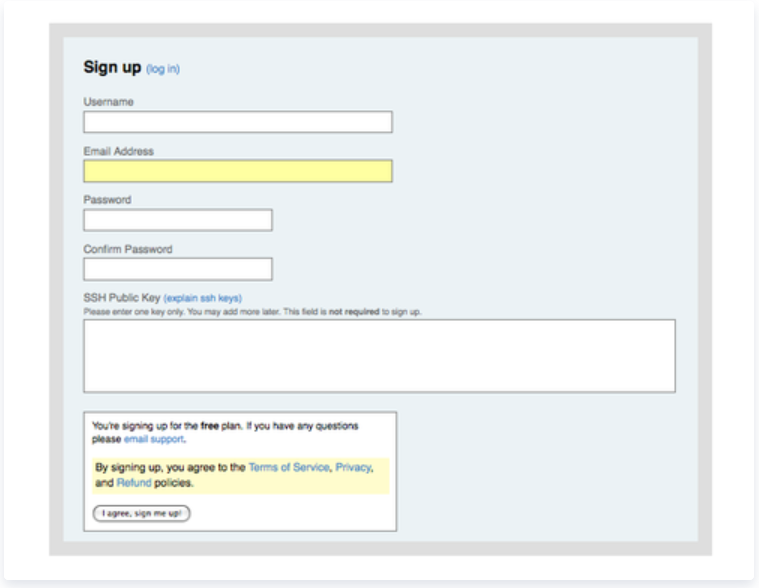 Sign up (log in)
Username
Email Address
Password
Confirm Password
SSH Public Key (explain ssh keys)
Please enter one key only. You may add more later. This field is not required to sign up.
You're signing up for the free plan. If you have any questions
please email support.
By signing up, you agree to the Terms of Service, Privacy,
and Refund policies.
I agree, sign me up!